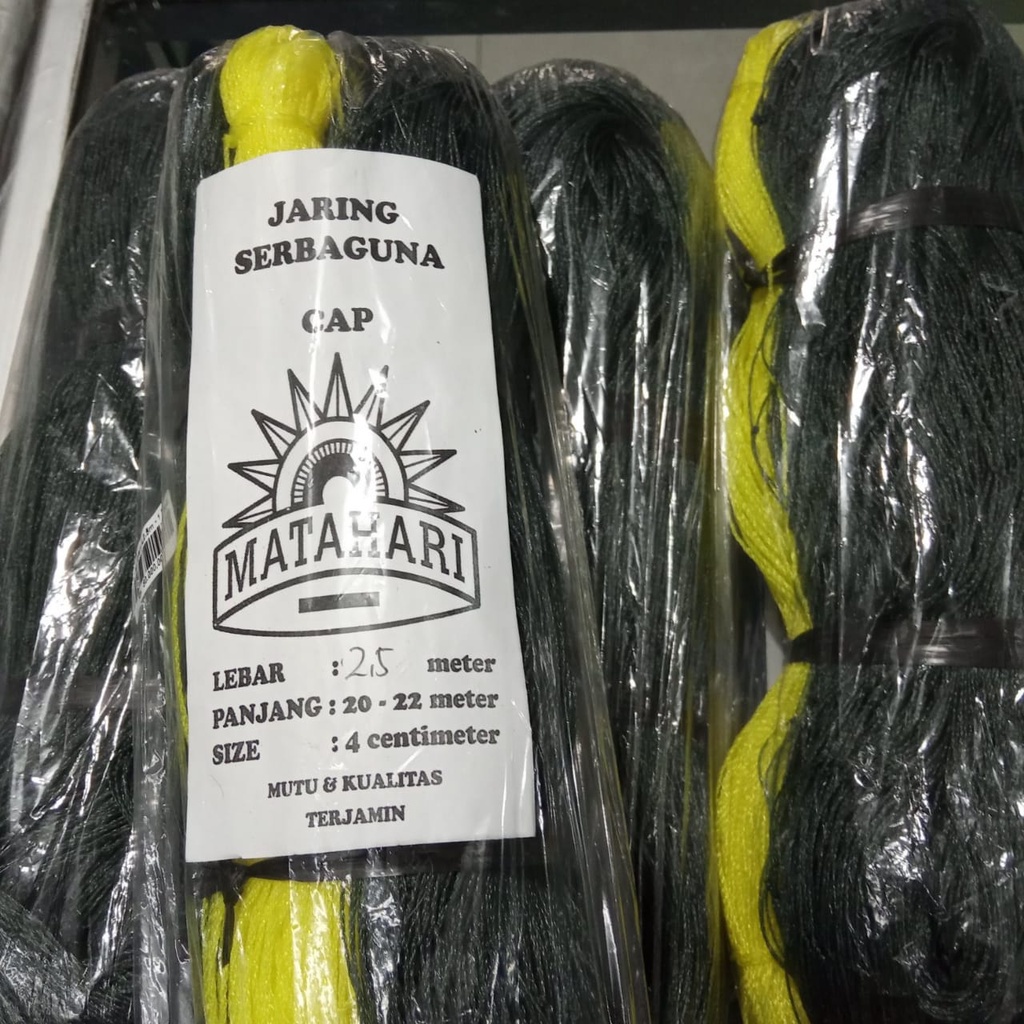 JARING
SERBAGUNA
CAP
MATAHARI
LEBAR : 2,5 meter
PANJANG : 20 - 22 meter
SIZE : 4 centimeter
MUTU & KUALITAS
TERJAMIN